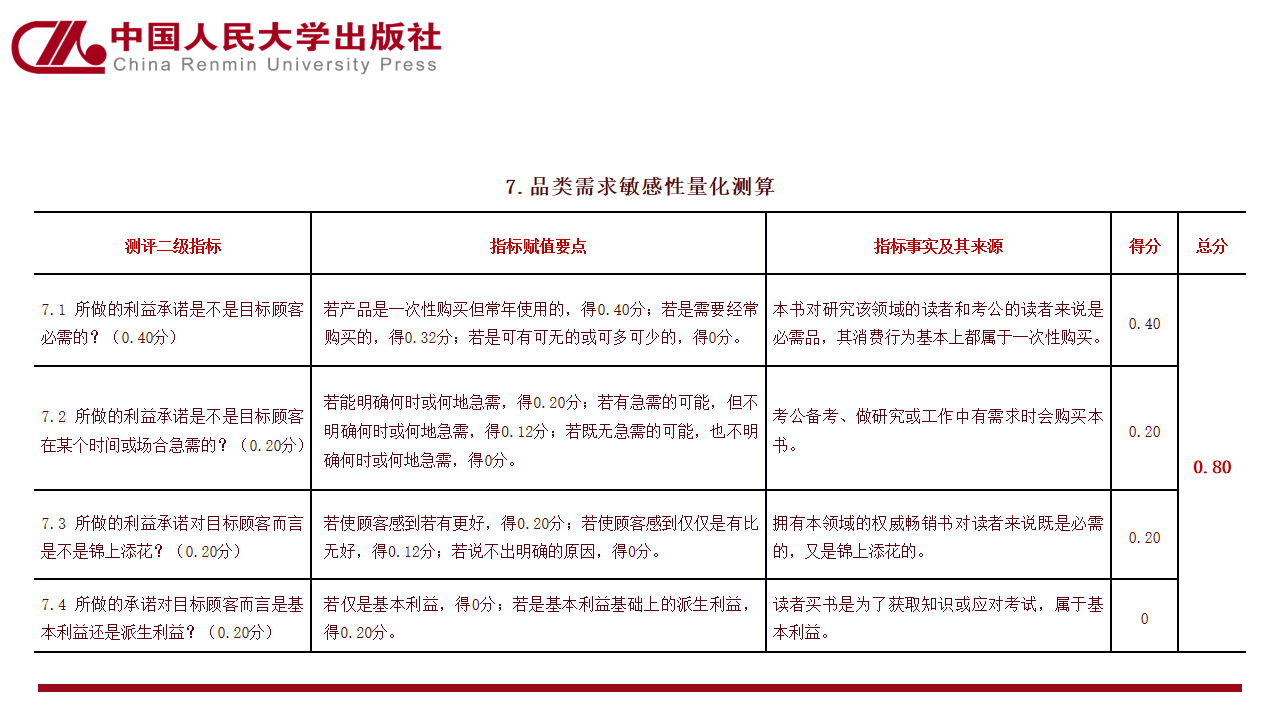 中国人民大学出版社
China Renmin University Press
7.品类需求敏感性量化测算
测评二级指标
指标赋值要点
指标事实及其来源
得分
总分
7.1 所做的利益承诺是不是目标顾客
必需的？（0.40分）
若产品是一次性购买但常年使用的，得0.40分；若是需要经常
购买的，得0.32分；若是可有可无的或可多可少的，得0分。
本书对研究该领域的读者和考公的读者来说是
必需品，其消费行为基本上都属于一次性购买。
0.40
7.2 所做的利益承诺是不是目标顾客
在某个时间或场合急需的？（0.20分）
若能明确何时或何地急需，得0.20分；若有急需的可能，但不
明确何时或何地急需，得0.12分；若既无急需的可能，也不明
确何时或何地急需，得0分。
考公备考、做研究或工作中有需求时会购买本
书。
0.20
0.80
7.3 所做的利益承诺对目标顾客而言
是不是锦上添花？（0.20分）
若使顾客感到若有更好，得0.20分；若使顾客感到仅仅是有比
无好，得0.12分；若说不出明确的原因，得0分。
拥有本领域的权威畅销书对读者来说既是必需
的，又是锦上添花的。
0.20
7.4 所做的承诺对目标顾客而言是基
本利益还是派生利益？（0.20分）
若仅是基本利益，得0分；若是基本利益基础上的派生利益，
得0.20分。
读者买书是为了获取知识或应对考试，属于基
本利益。
0